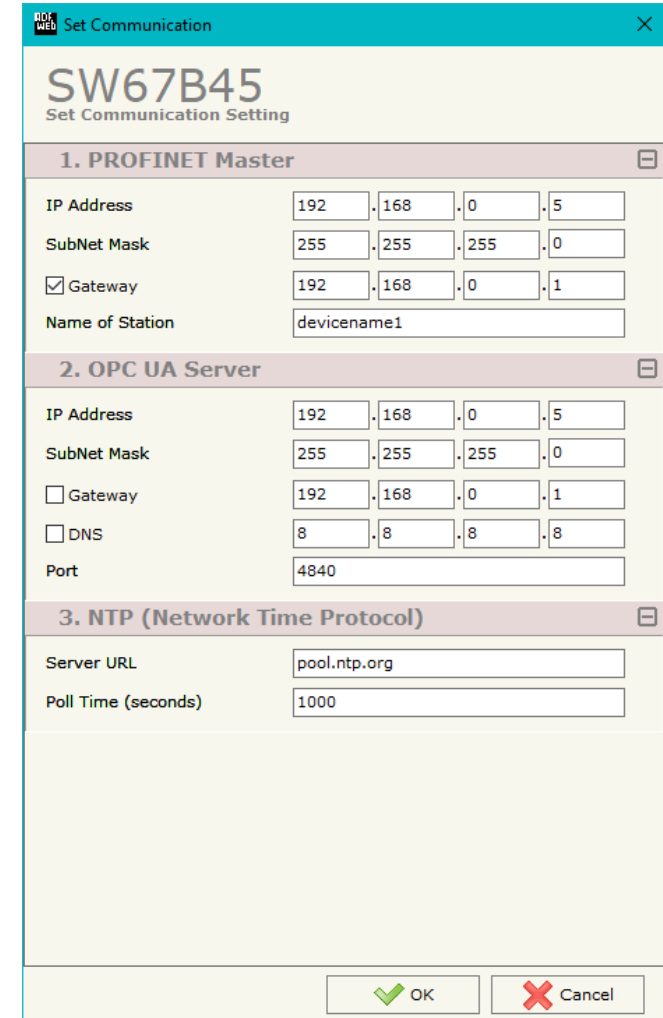 ADF
WEB Set Communication
SW67B45
Set Communication Setting
1. PROFINET Master
IP Address 192 . 168 . 0 . 5
SubNet Mask 255 . 255 . 255 . 0
Gateway 192 . 168 . 0 . 1
Name of Station devicename1
2. OPC UA Server
IP Address 192 . 168 . 0 . 5
SubNet Mask 255 . 255 . 255 . 0
Gateway 192 . 168 . 0 . 1
DNS 8 . 8 . 8 . 8
Port 4840
3. NTP (Network Time Protocol)
Server URL pool.ntp.org
Poll Time (seconds) 1000
OK Cancel